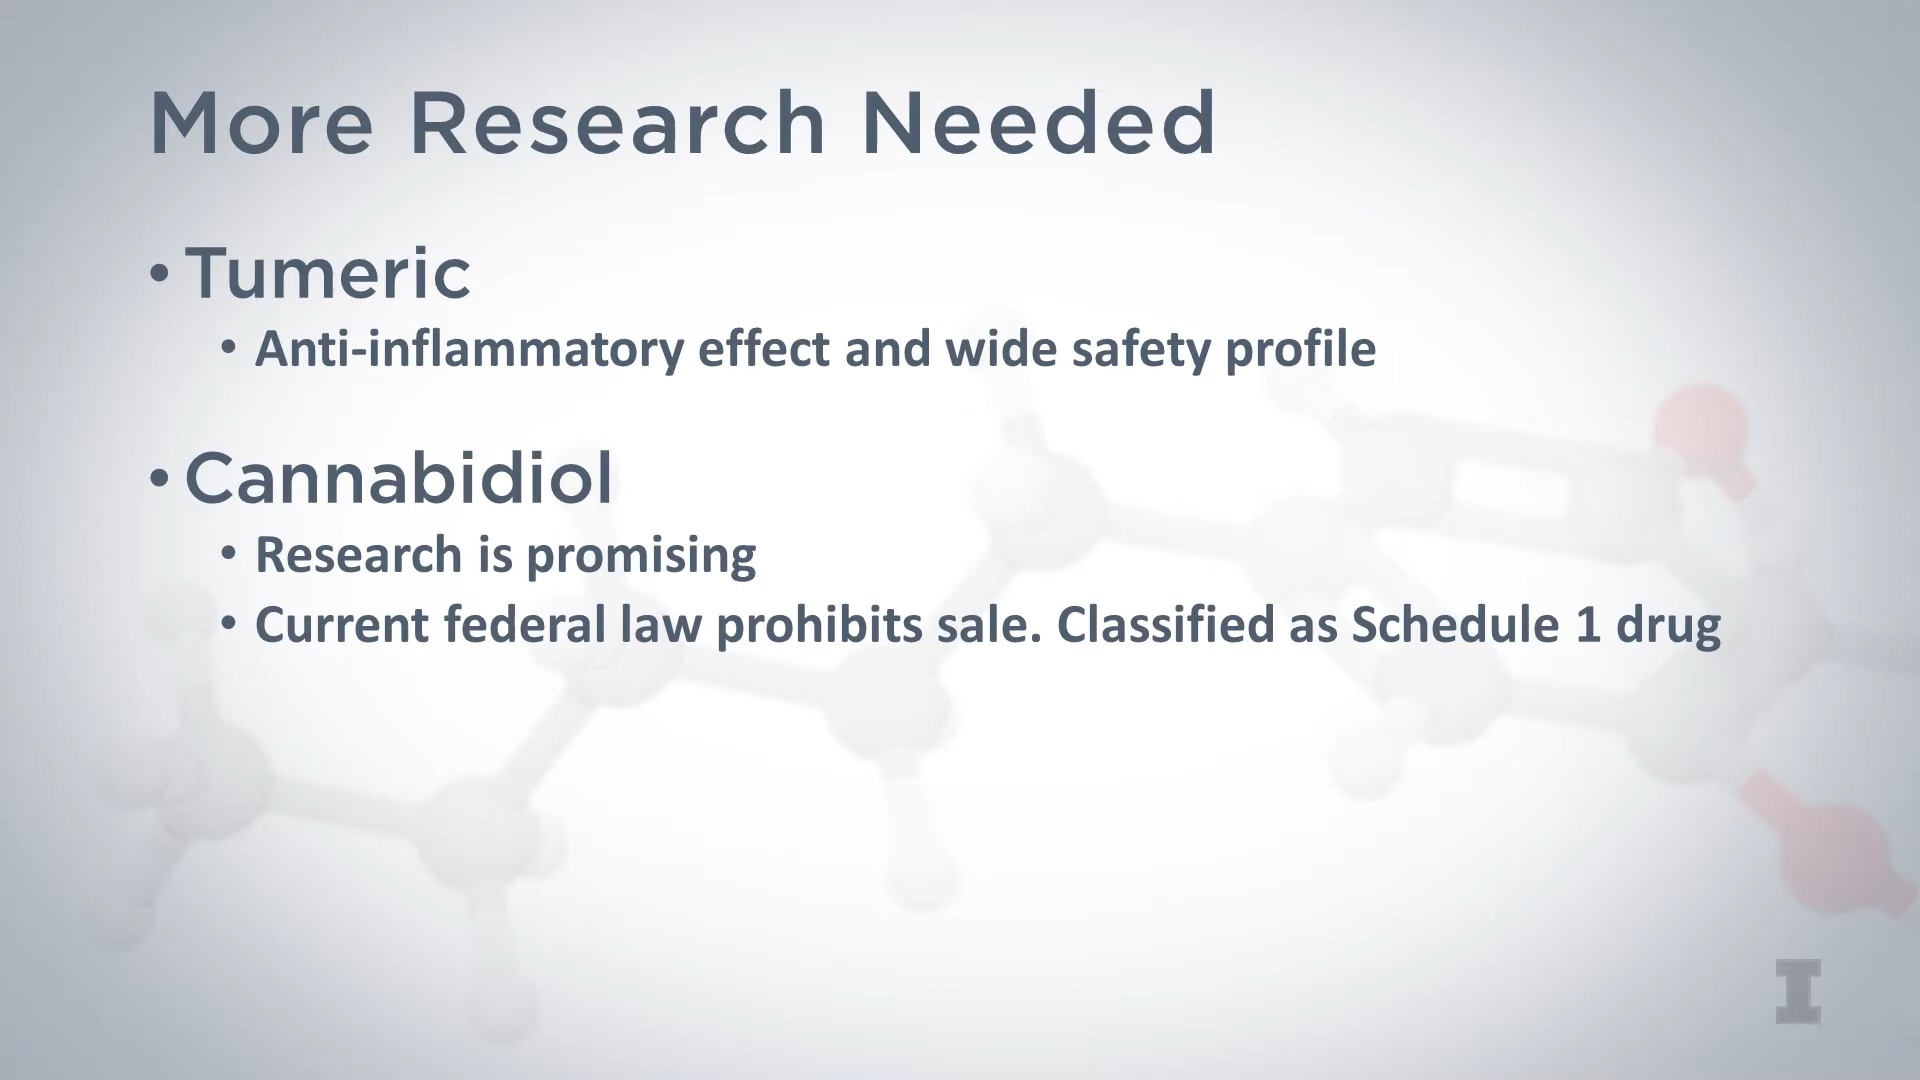 More Research Needed
• Tumeric
• Anti-inflammatory effect and wide safety profile
• Cannabidiol
• Research is promising
• Current federal law prohibits sale. Classified as Schedule 1 drug
I